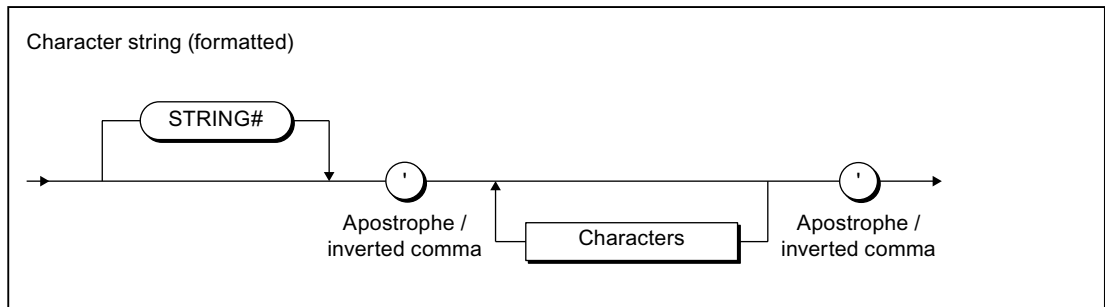 Character string (formatted)
STRING#
'
'
Apostrophe /
inverted comma
Characters
Apostrophe /
inverted comma